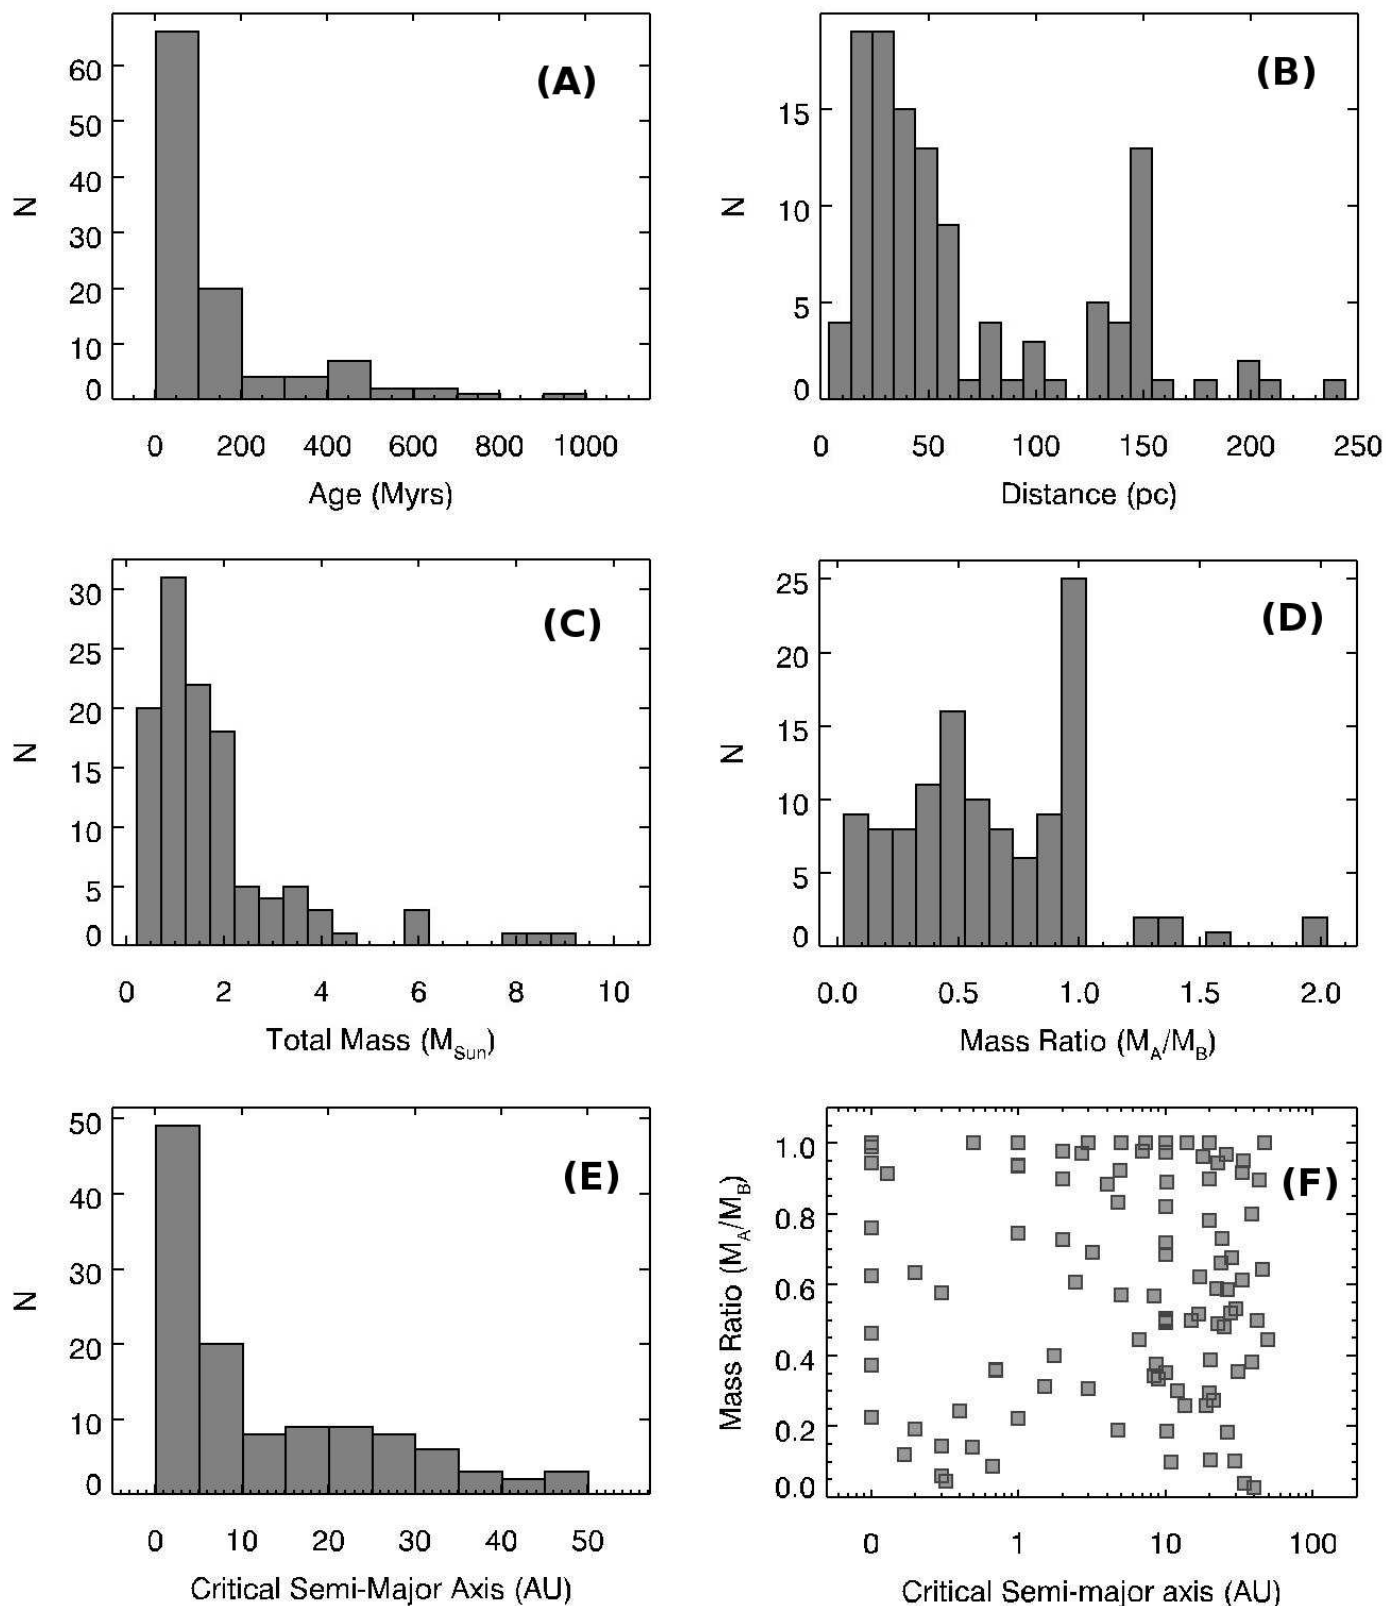 (A)
60
50
40
30
20
10
0
N
0 200 400 600 800 1000
Age (Myrs)
(B)
15
10
5
0
N
0 50 100 150 200 250
Distance (pc)
(C)
30
25
20
15
10
5
0
N
0 2 4 6 8 10
Total Mass (M_Sun)
(D)
25
20
15
10
5
0
N
0.0 0.5 1.0 1.5 2.0
Mass Ratio (M_A/M_B)
(E)
50
40
30
20
10
0
N
0 10 20 30 40 50
Critical Semi-Major Axis (AU)
(F)
1.0
0.8
0.6
0.4
0.2
0.0
Mass Ratio (M_A/M_B)
0 1 10 100
Critical Semi-major axis (AU)